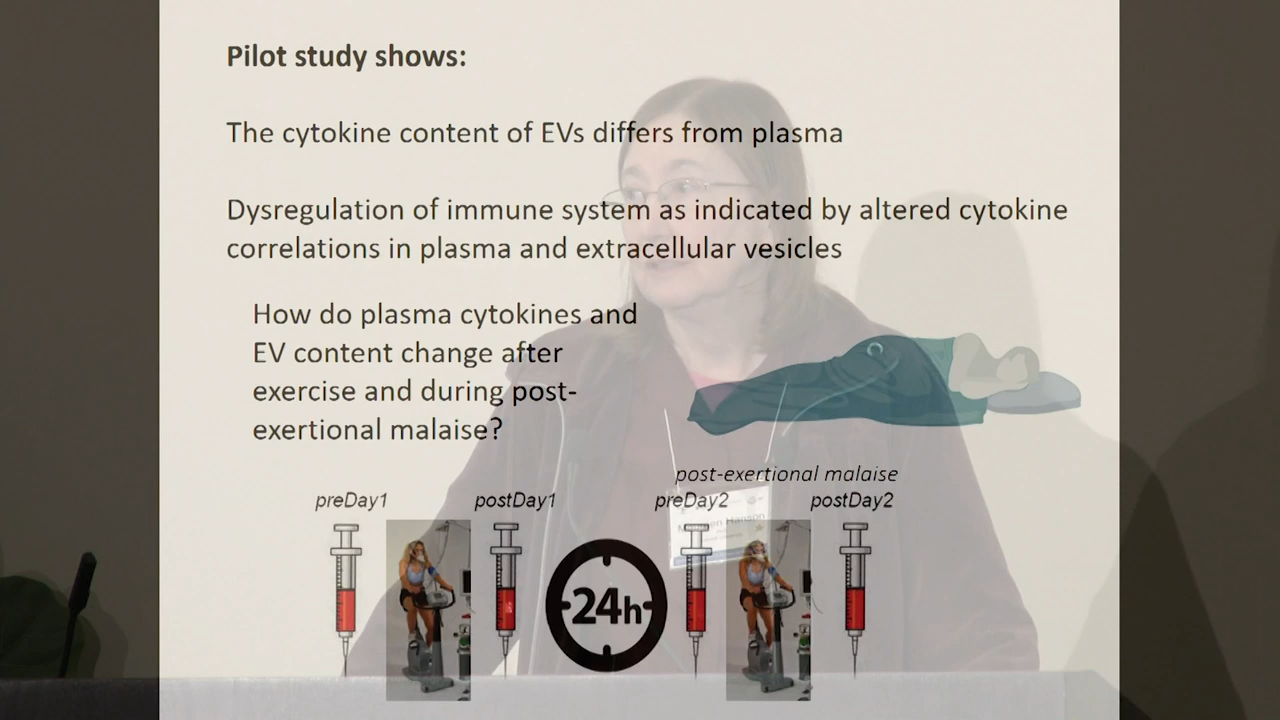 Pilot study shows:
The cytokine content of EVs differs from plasma
Dysregulation of immune system as indicated by altered cytokine
correlations in plasma and extracellular vesicles
How do plasma cytokines and
EV content change after
exercise and during post-
exertional malaise?
post-exertional malaise
preDay1 postDay1 preDay2 postDay2
24h
Hanson